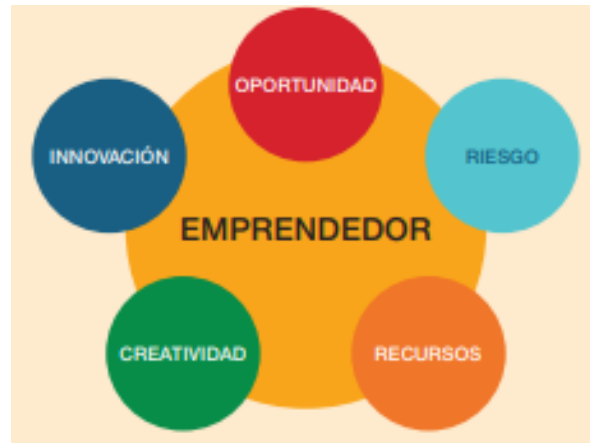 OPORTUNIDAD
INNOVACIÓN
RIESGO
EMPRENDEDOR
CREATIVIDAD
RECURSOS